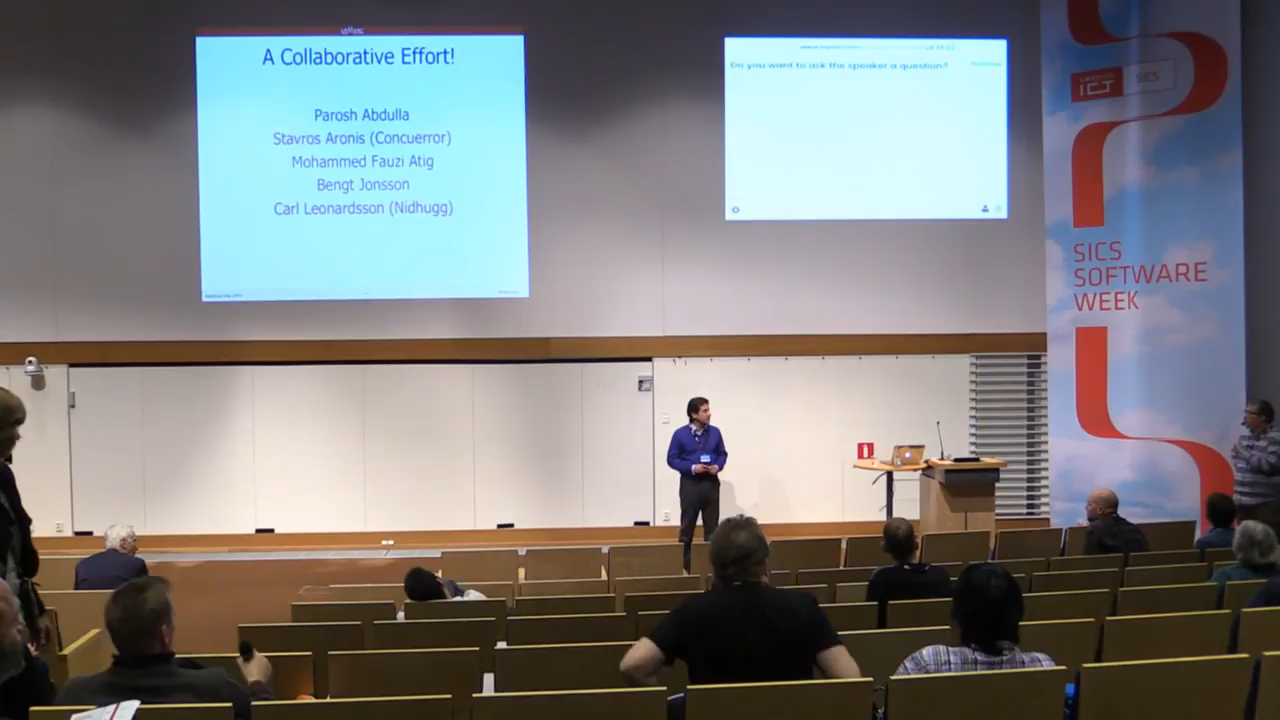 A Collaborative Effort!
Parosh Abdulla
Stavros Aronis (Concuerror)
Mohammed Fauzi Atig
Bengt Jonsson
Carl Leonardsson (Nidhugg)
Do you want to ask the speaker a question?
ICT
SICS
SICS
SOFTWARE
WEEK